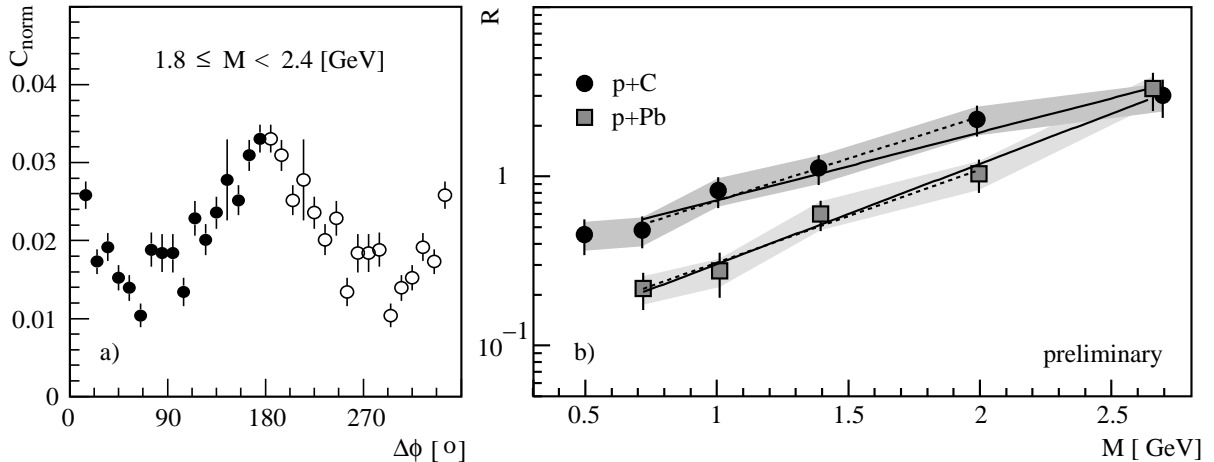 C_norm
0.04
0.03
0.02
0.01
0
1.8 ≤ M < 2.4 [GeV]
a)
0 90 180 270
Δϕ [ o]
R
1
10^−1
p+C
p+Pb
b)
preliminary
0.5 1 1.5 2 2.5
M [ GeV]